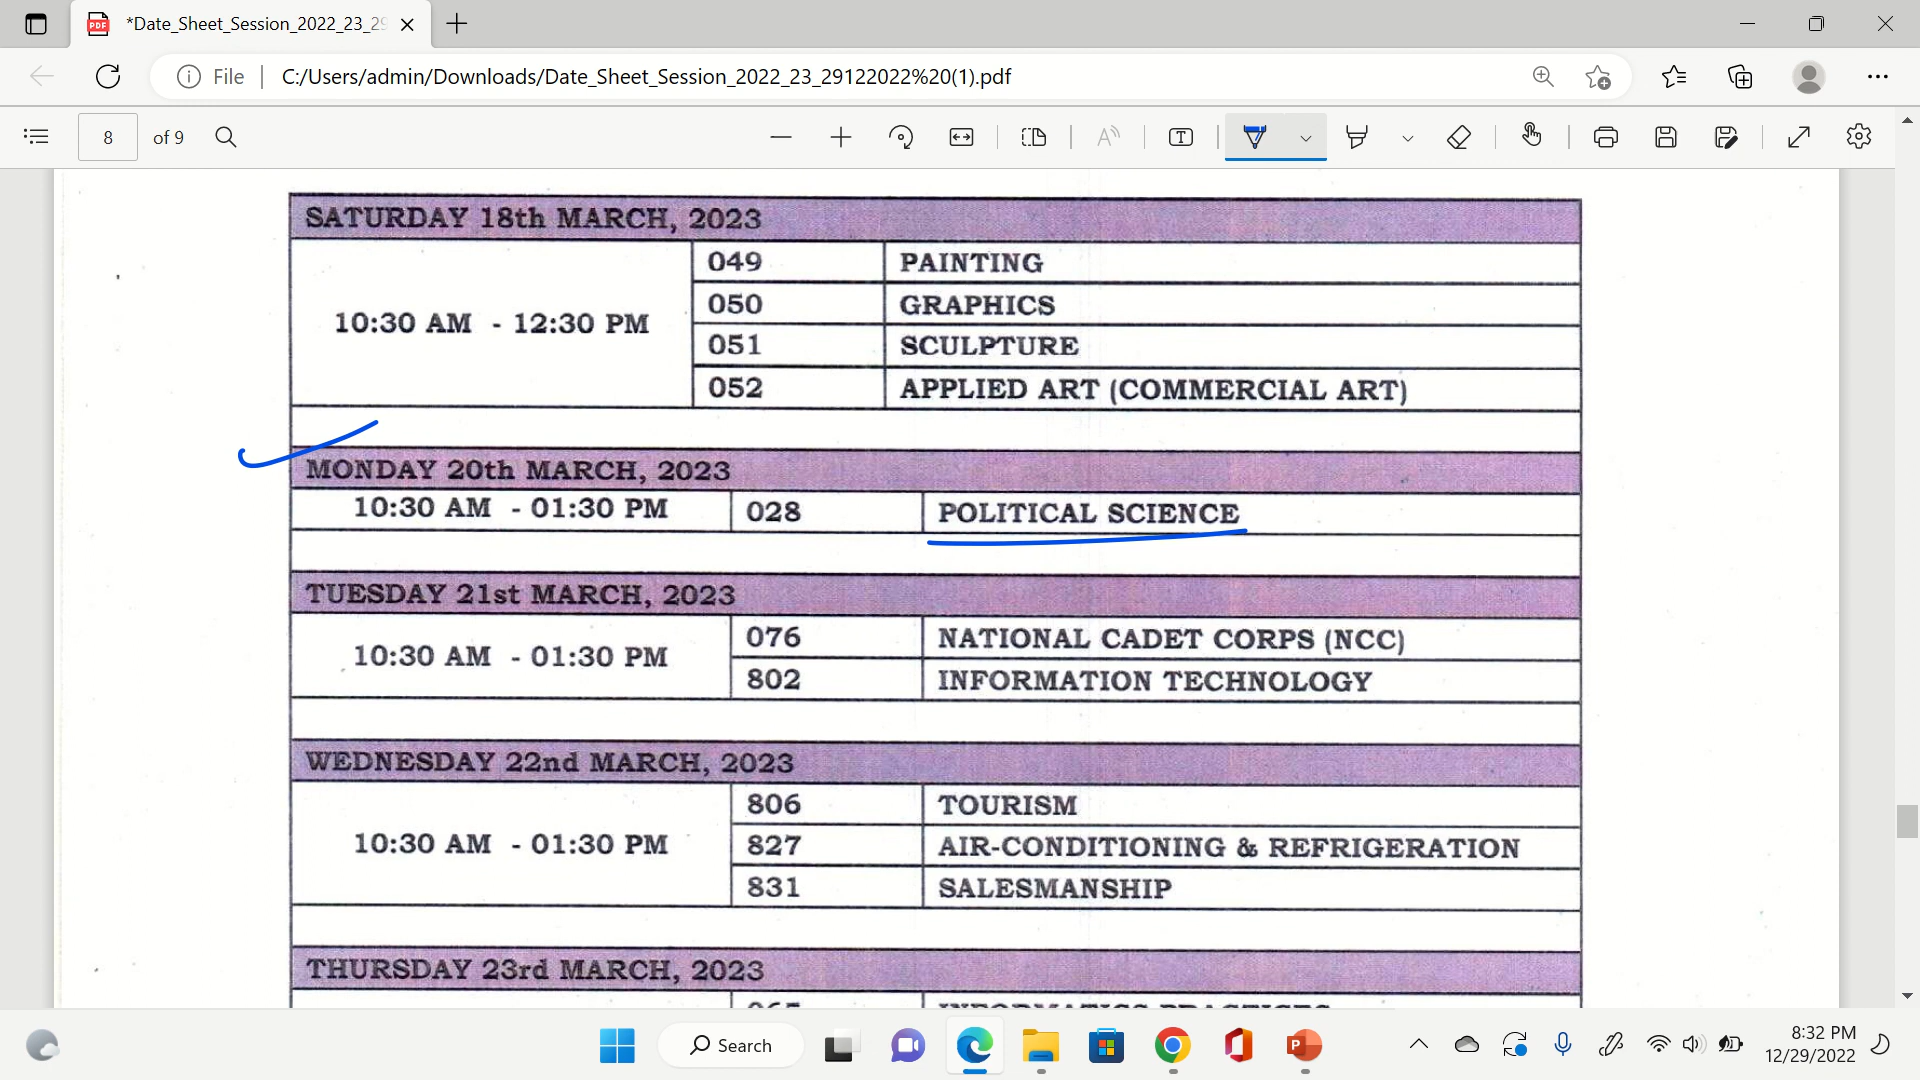 *Date_Sheet_Session_2022_23_29
File
C:/Users/admin/Downloads/Date_Sheet_Session_2022_23_29122022%20(1).pdf
8 of 9
SATURDAY 18th MARCH, 2023
10:30 AM - 12:30 PM
049 PAINTING
050 GRAPHICS
051 SCULPTURE
052 APPLIED ART (COMMERCIAL ART)
MONDAY 20th MARCH, 2023
10:30 AM - 01:30 PM 028 POLITICAL SCIENCE
TUESDAY 21st MARCH, 2023
10:30 AM - 01:30 PM
076 NATIONAL CADET CORPS (NCC)
802 INFORMATION TECHNOLOGY
WEDNESDAY 22nd MARCH, 2023
10:30 AM - 01:30 PM
806 TOURISM
827 AIR-CONDITIONING & REFRIGERATION
831 SALESMANSHIP
THURSDAY 23rd MARCH, 2023
Search
8:32 PM
12/29/2022